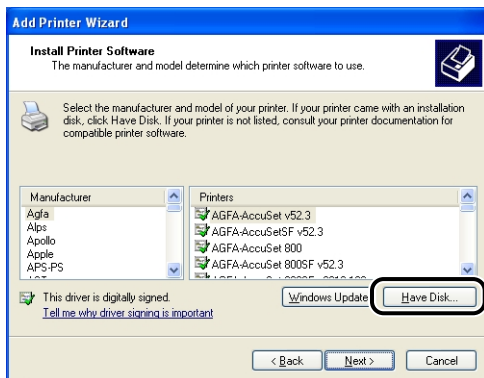 Add Printer Wizard
Install Printer Software
The manufacturer and model determine which printer software to use.
Select the manufacturer and model of your printer. If your printer came with an installation
disk, click Have Disk. If your printer is not listed, consult your printer documentation for
compatible printer software.
Manufacturer
Agfa
Alps
Apollo
Apple
APS-PS
Printers
AGFA-AccuSet v52.3
AGFA-AccuSetSF v52.3
AGFA-AccuSet 800
AGFA-AccuSet 800SF v52.3
This driver is digitally signed.
Tell me why driver signing is important
Windows Update
Have Disk...
< Back
Next >
Cancel